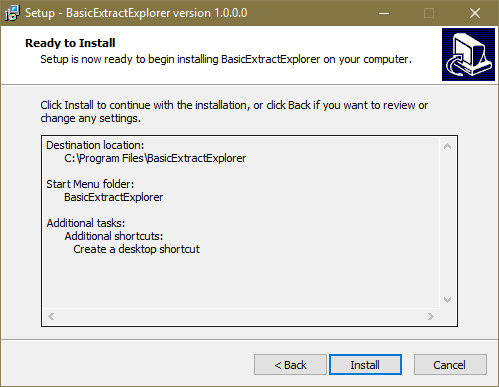 Setup - BasicExtractExplorer version 1.0.0.0
Ready to Install
Setup is now ready to begin installing BasicExtractExplorer on your computer.
Click Install to continue with the installation, or click Back if you want to review or
change any settings.
Destination location:
C:\Program Files\BasicExtractExplorer
Start Menu folder:
BasicExtractExplorer
Additional tasks:
Additional shortcuts:
Create a desktop shortcut
< Back
Install
Cancel